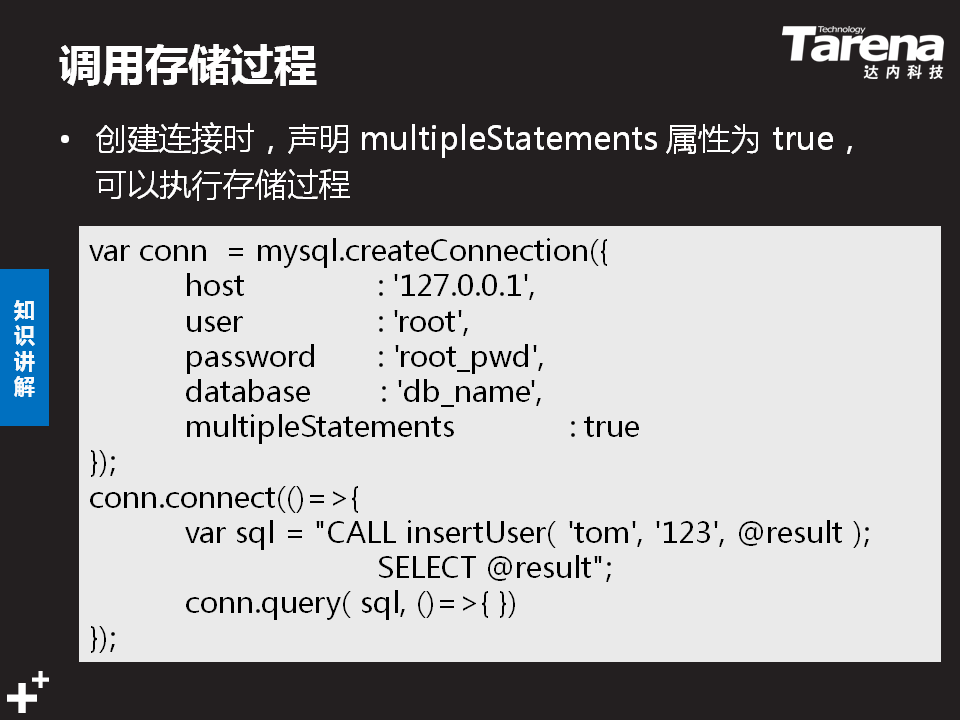 调用存储过程
Technology
Tarena
达内科技
• 创建连接时，声明 multipleStatements 属性为 true，
可以执行存储过程
知识讲解
var conn  = mysql.createConnection({
host : '127.0.0.1',
user : 'root',
password : 'root_pwd',
database : 'db_name',
multipleStatements : true
});
conn.connect(()=>{
var sql = "CALL insertUser( 'tom', '123', @result );
SELECT @result";
conn.query( sql, ()=>{ })
});